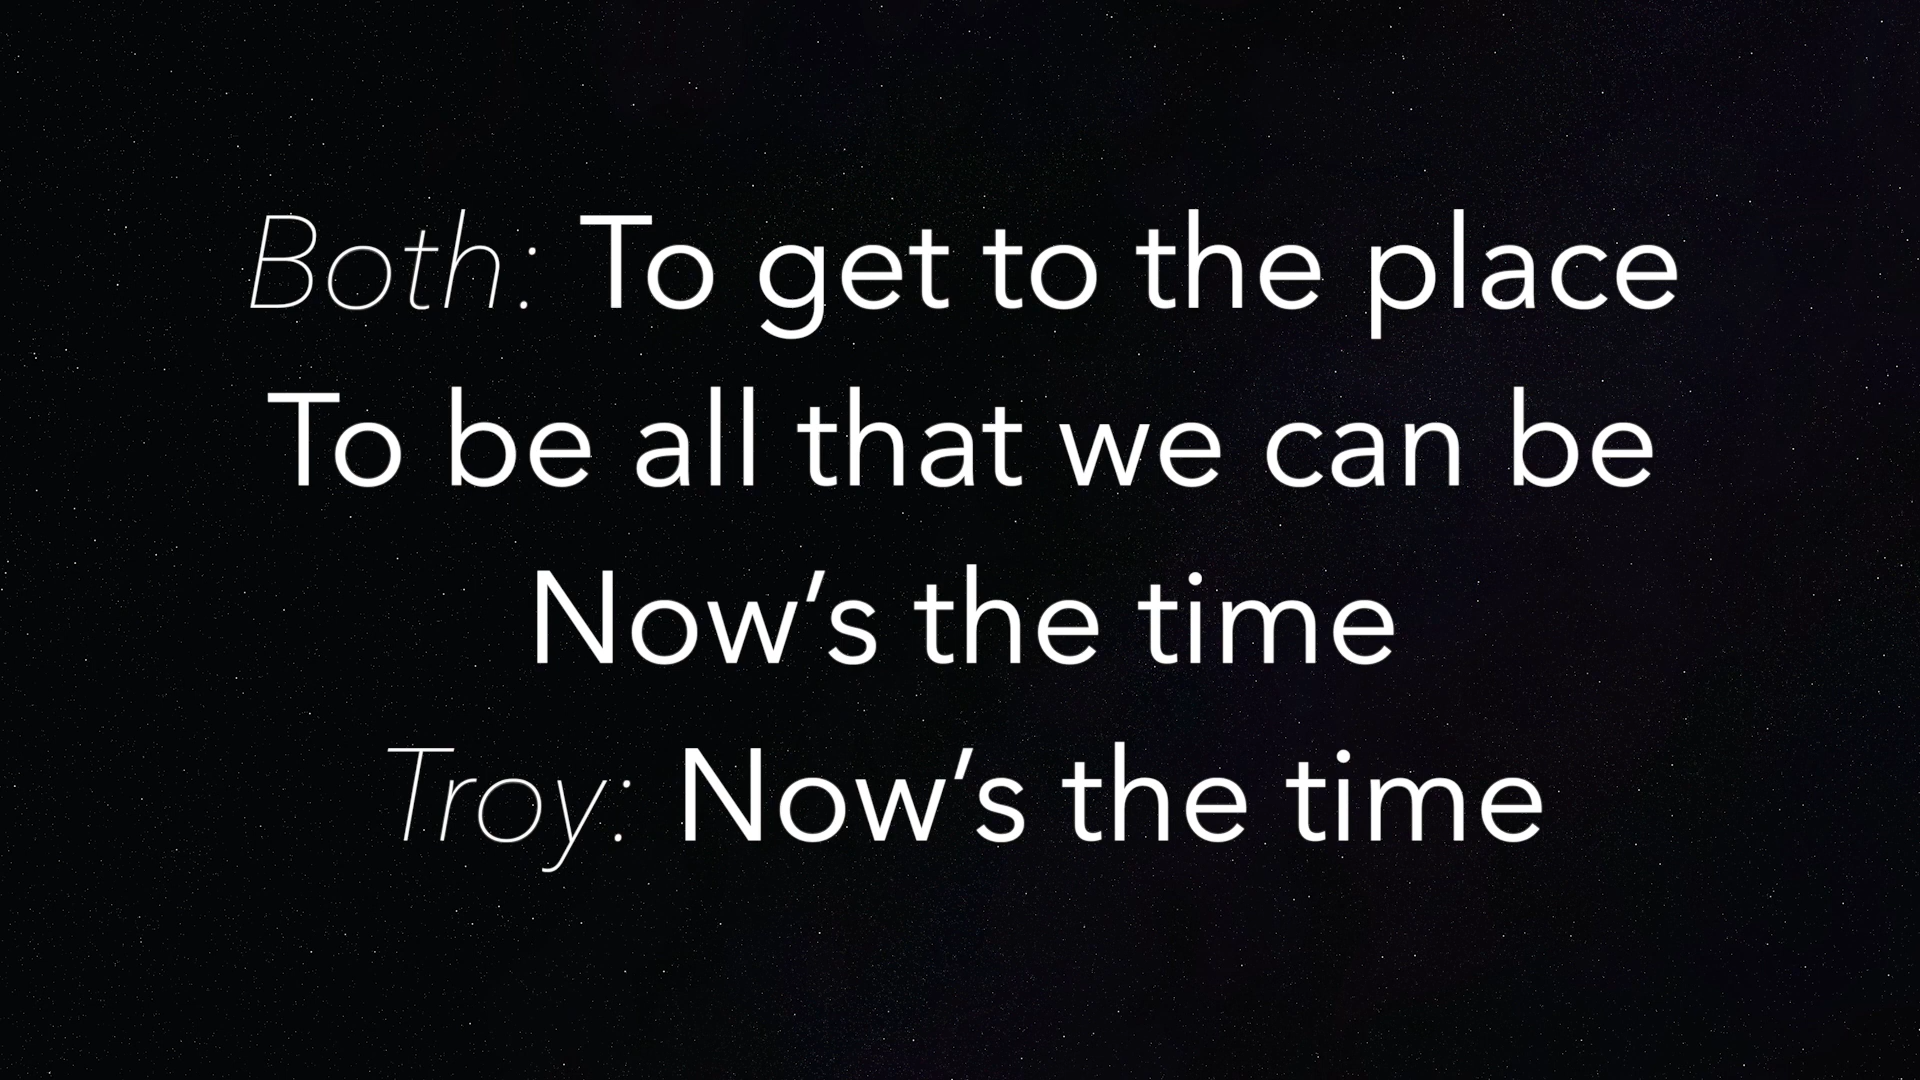 Both: To get to the place
To be all that we can be
Now’s the time
Troy: Now’s the time